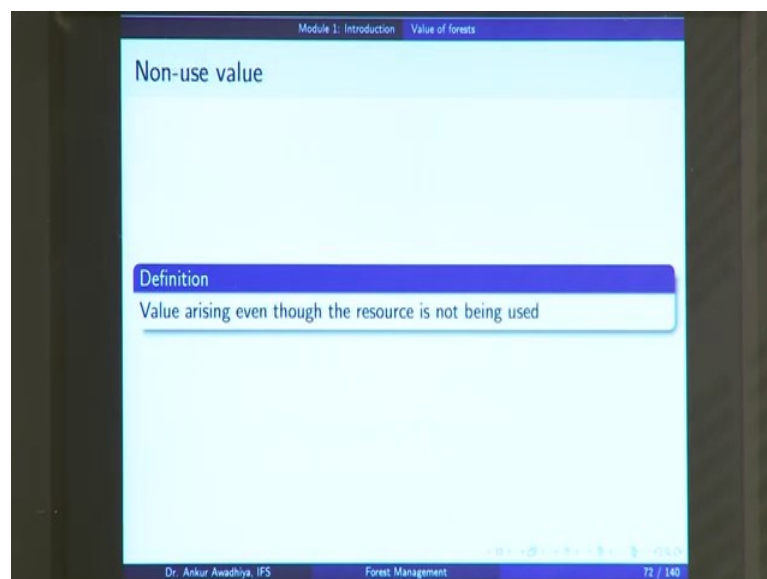 Module 1: Introduction Value of forests
Non-use value
Definition
Value arising even though the resource is not being used
Dr. Ankur Awadhiya, IFS Forest Management 72 / 140